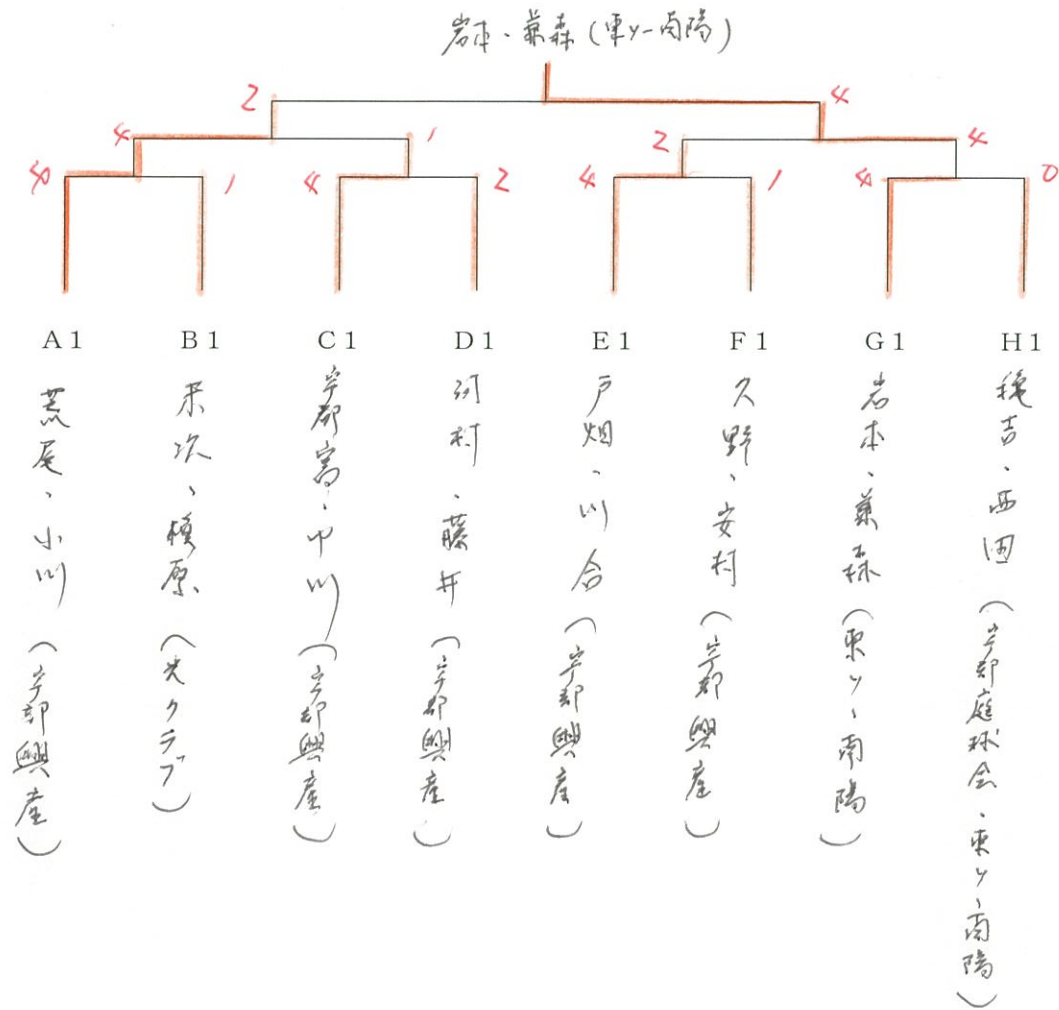 岩本・兼森(東ソー南陽)
2 4
4 1 2 4
4 1 4 2 4 1 4 0
A1 B1 C1 D1 E1 F1 G1 H1
荒尾、小川(宇部興産)
末次、槙原(光クラブ)
宇都宮、中川(宇部興産)
河村、藤井(宇部興産)
戸畑、川合(宇部興産)
久野、安村(宇部興産)
岩本、兼森(東ソー南陽)
穐吉、西田(宇部庭球会、東ソー南陽)